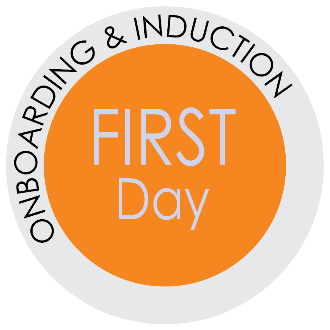 ONBOARDING & INDUCTION
FIRST
Day